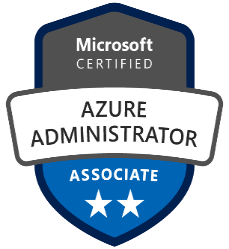 Microsoft
CERTIFIED
AZURE
ADMINISTRATOR
ASSOCIATE